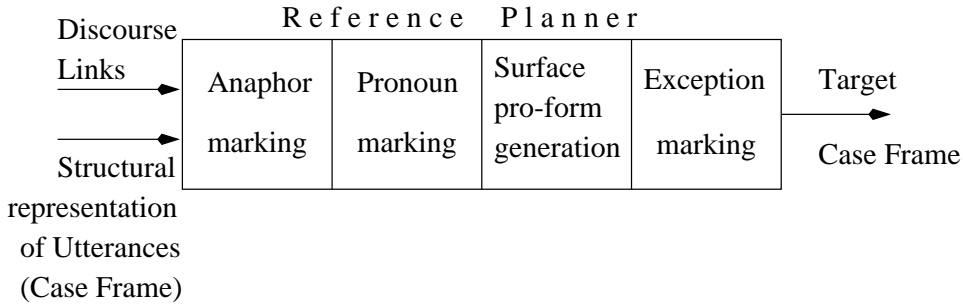 Reference Planner
Discourse
Links
Structural
representation
of Utterances
(Case Frame)
Anaphor
marking
Pronoun
marking
Surface
pro-form
generation
Exception
marking
Target
Case Frame